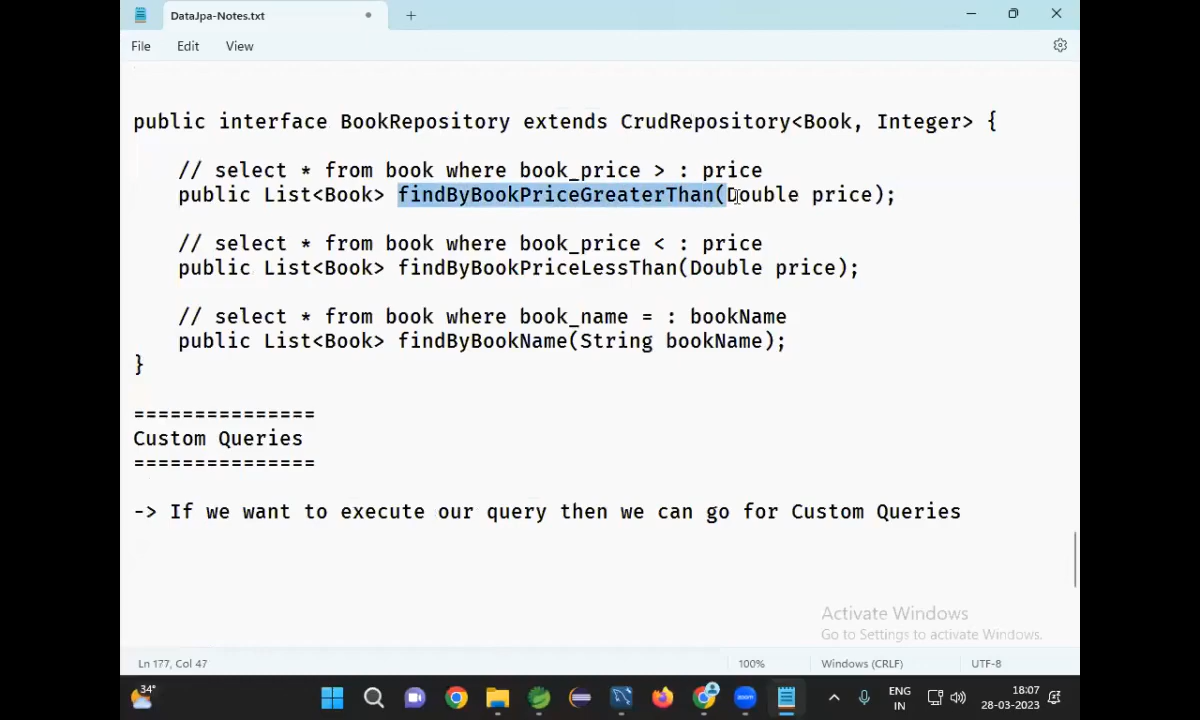 DataJpa-Notes.txt
File Edit View
public interface BookRepository extends CrudRepository<Book, Integer> {
// select * from book where book_price > : price
public List<Book> findByBookPriceGreaterThan(Double price);
// select * from book where book_price < : price
public List<Book> findByBookPriceLessThan(Double price);
// select * from book where book_name = : bookName
public List<Book> findByBookName(String bookName);
}
===============
Custom Queries
===============
-> If we want to execute our query then we can go for Custom Queries
Activate Windows
Go to Settings to activate Windows.
Ln 177, Col 47 100% Windows (CRLF) UTF-8
34°
zoom
ENG
IN
18:07
28-03-2023